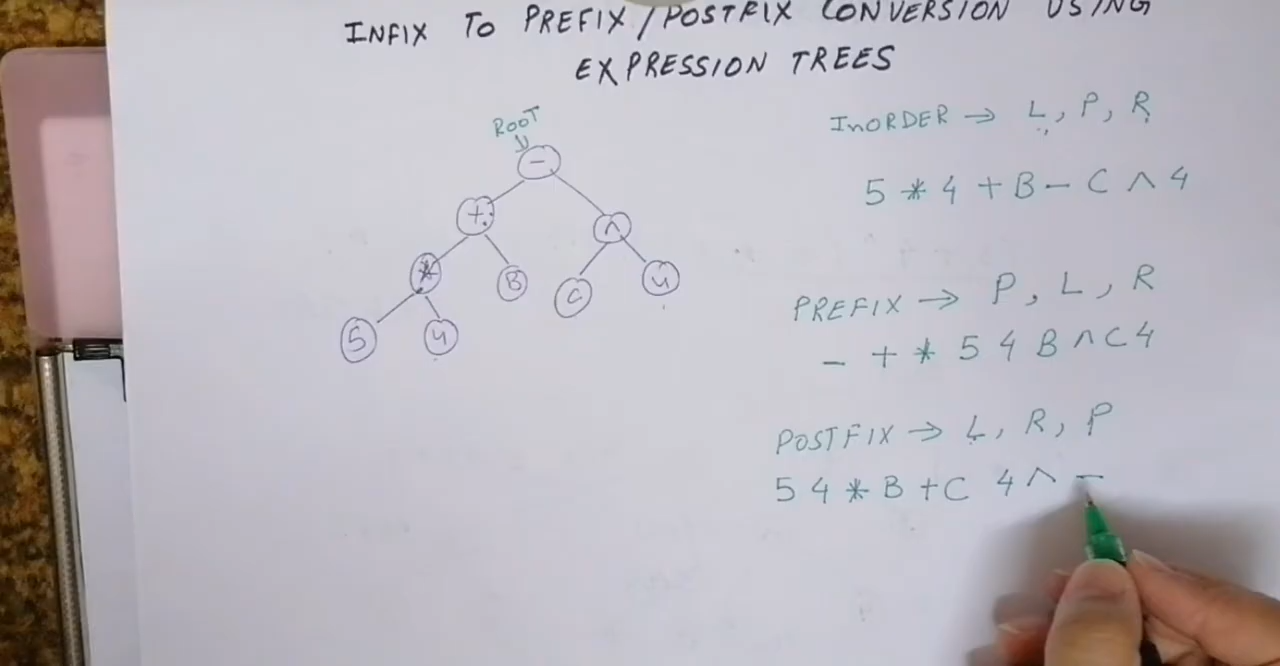 INFIX TO PREFIX/POSTFIX CONVERSION USING
EXPRESSION TREES
ROOT
-
+
^
*
B
C
4
5
4
INORDER → L, P, R
5 * 4 + B - C ^ 4
PREFIX → P, L, R
- + * 5 4 B ^ C 4
POSTFIX → L, R, P
5 4 * B + C 4 ^ -